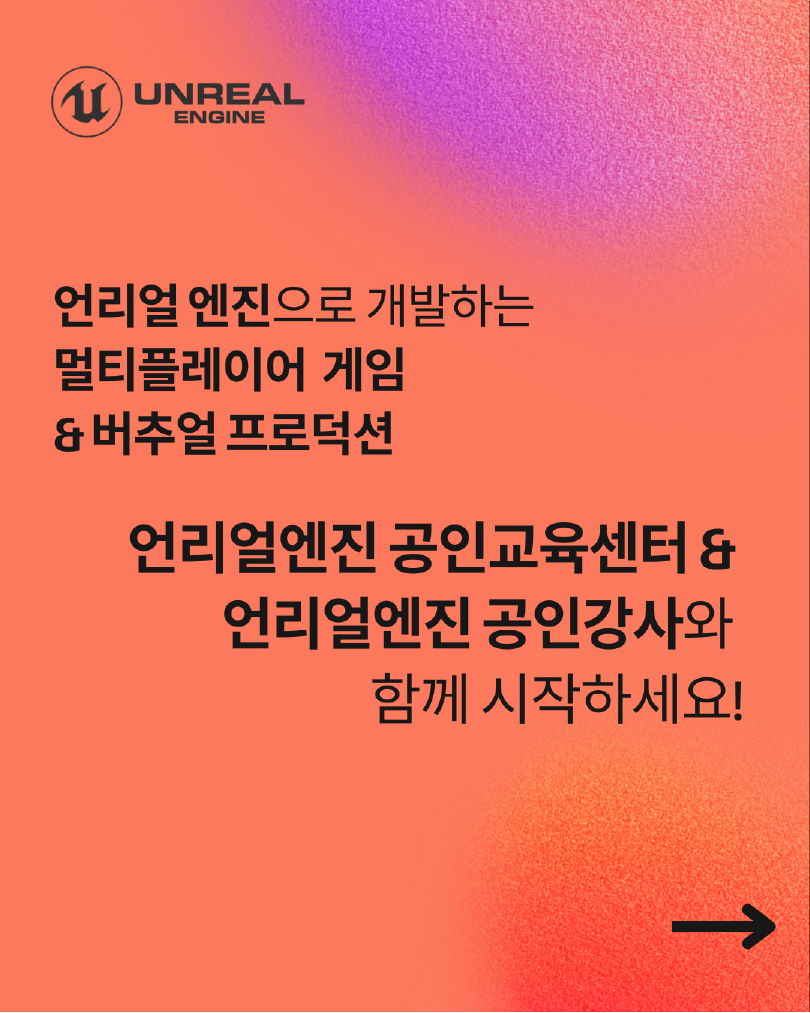 UNREAL
ENGINE
언리얼 엔진으로 개발하는
멀티플레이어 게임
& 버추얼 프로덕션
언리얼엔진 공인교육센터 &
언리얼엔진 공인강사와
함께 시작하세요!